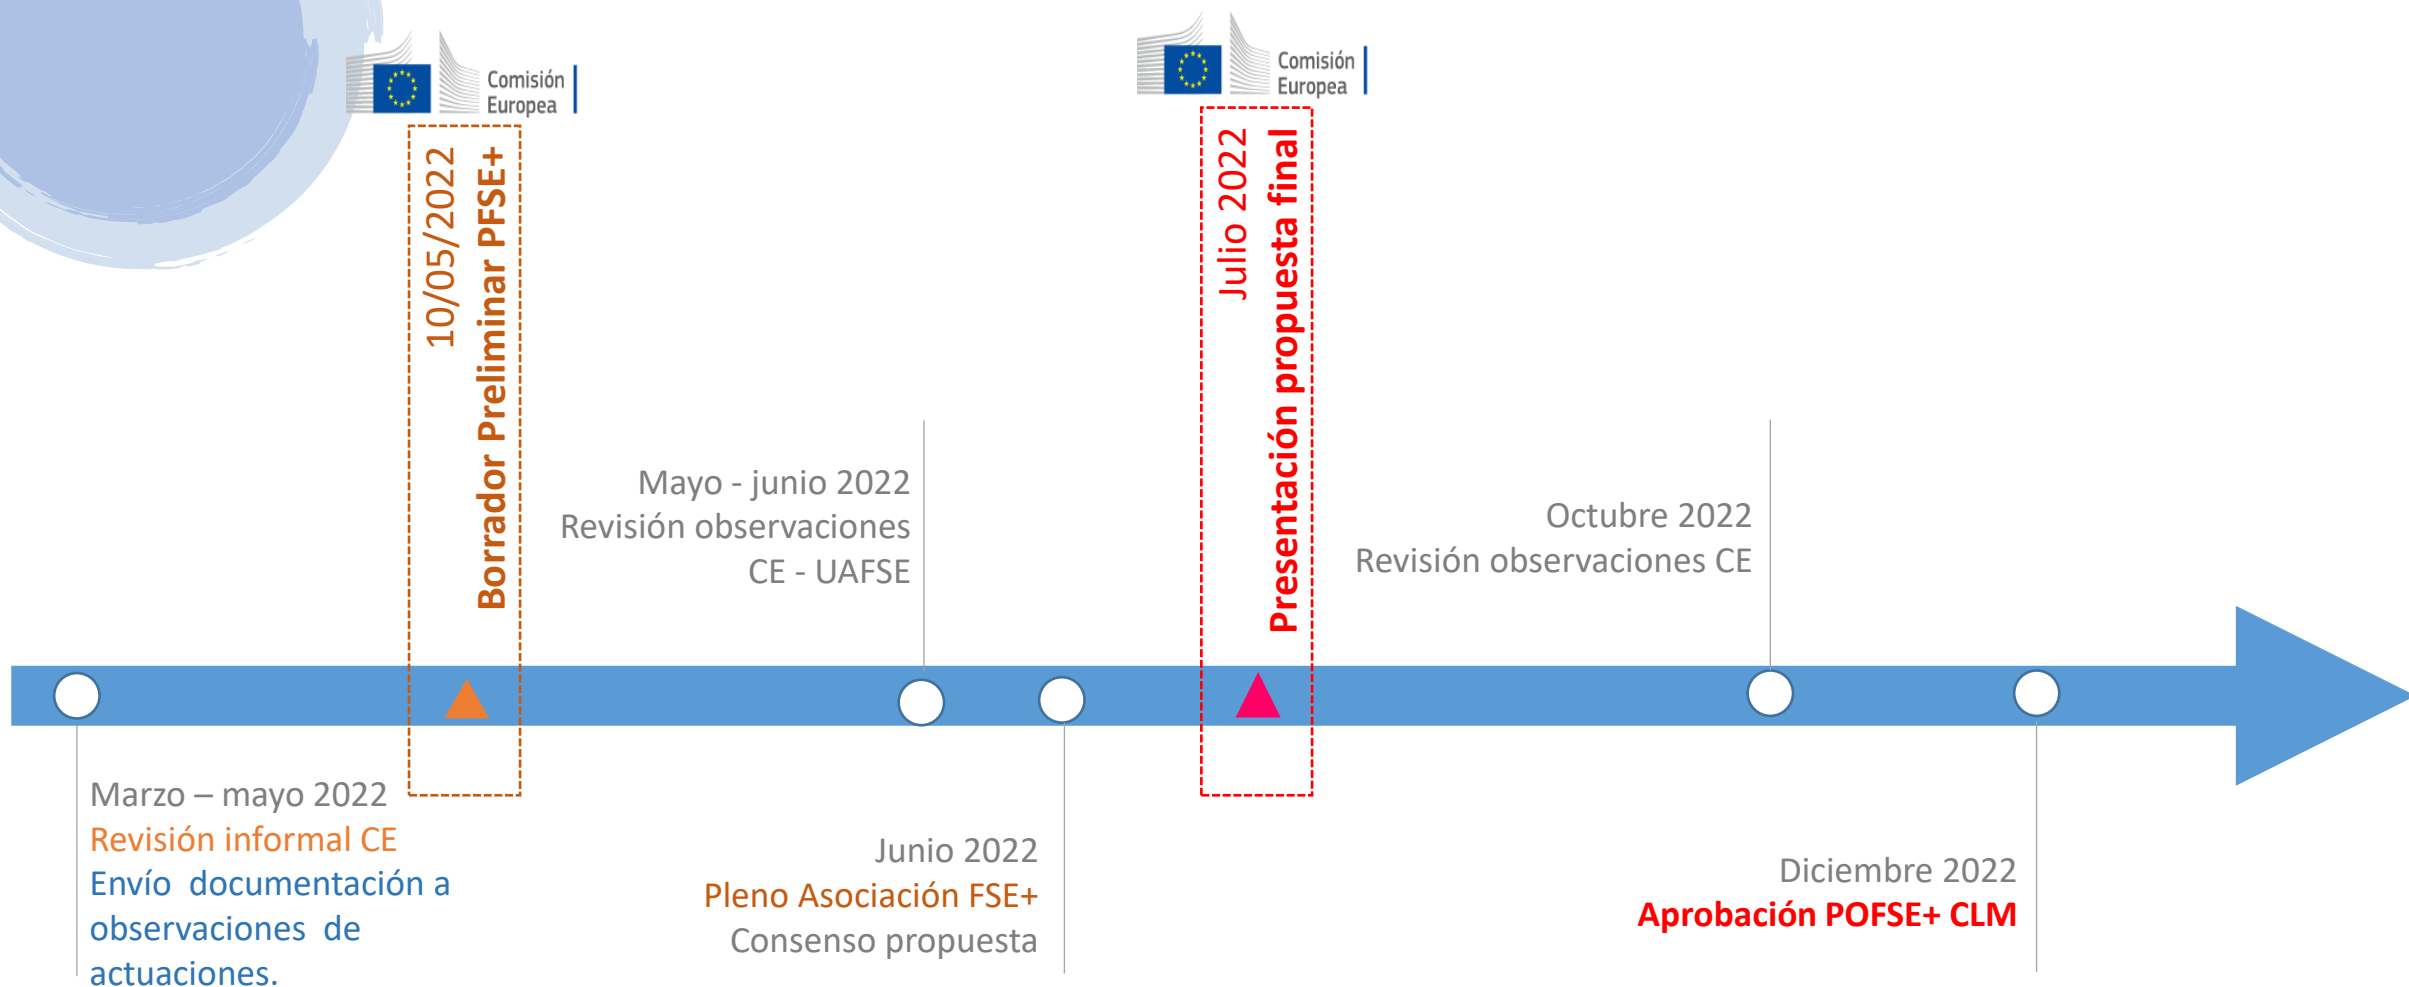 Comisión
Europea
Comisión
Europea
10/05/2022
Borrador Preliminar PFSE+
Julio 2022
Presentación propuesta final
Mayo - junio 2022
Revisión observaciones
CE - UAFSE
Octubre 2022
Revisión observaciones CE
Marzo – mayo 2022
Revisión informal CE
Envío documentación a
observaciones de
actuaciones.
Junio 2022
Pleno Asociación FSE+
Consenso propuesta
Diciembre 2022
Aprobación POFSE+ CLM